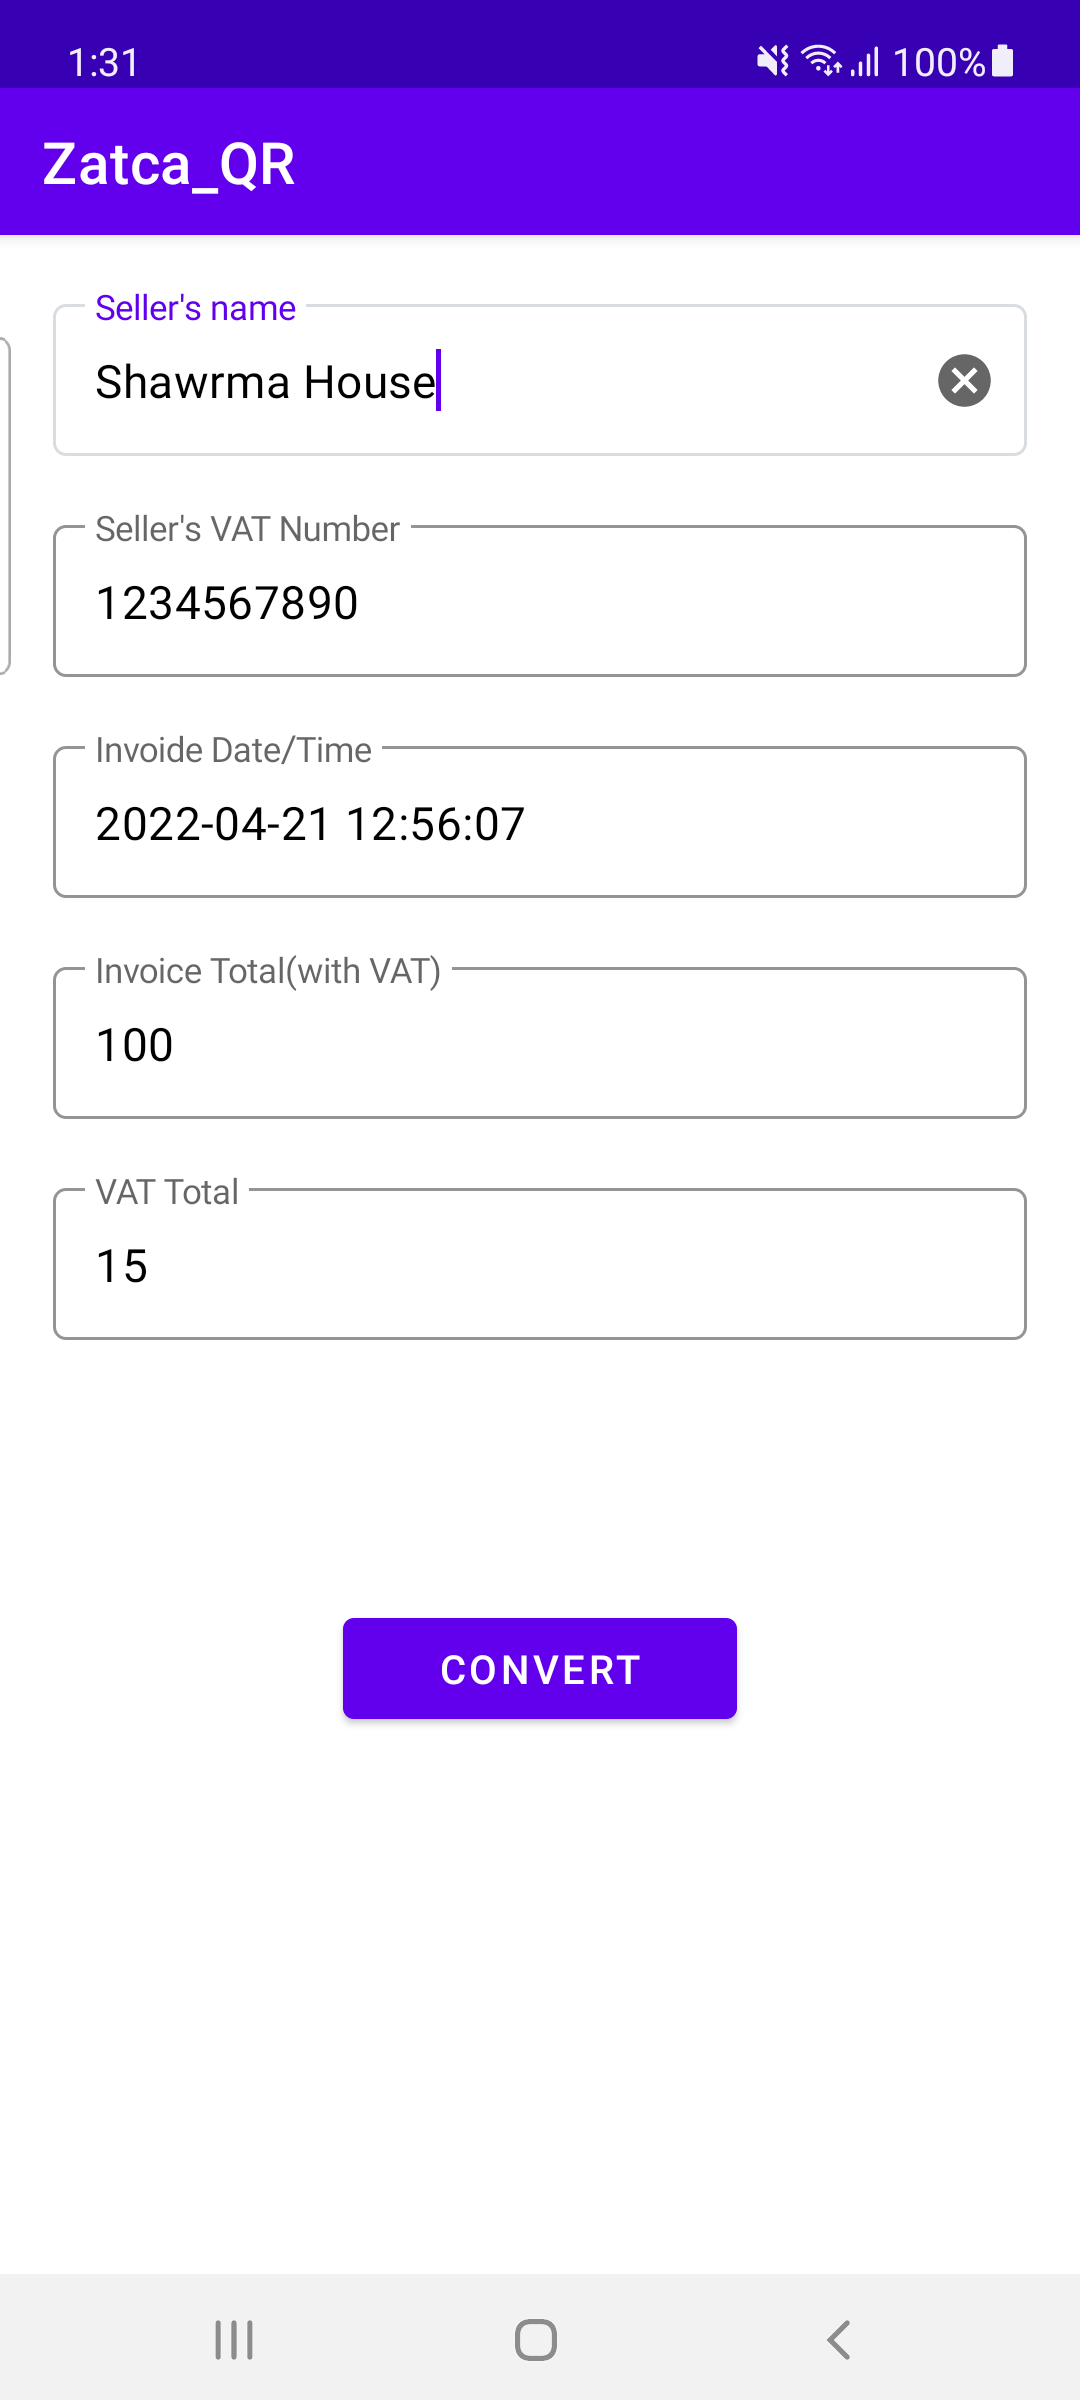 1:31 100%
Zatca_QR
Seller's name
Shawrma House
Seller's VAT Number
1234567890
Invoide Date/Time
2022-04-21 12:56:07
Invoice Total(with VAT)
100
VAT Total
15
CONVERT